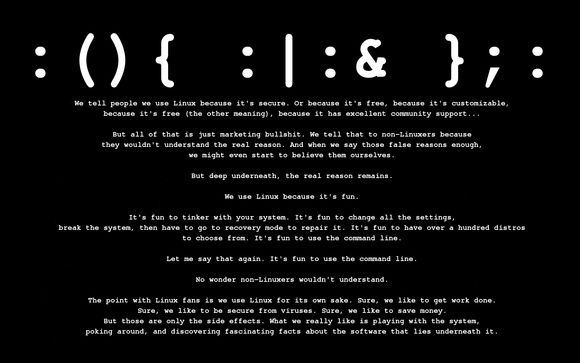 :(){ :|:& };:
We tell people we use Linux because it's secure. Or because it's free, because it's customizable,
because it's free (the other meaning), because it has excellent community support...
But all of that is just marketing bullshit. We tell that to non-Linuxers because
they wouldn't understand the real reason. And when we say those false reasons enough,
we might even start to believe them ourselves.
But deep underneath, the real reason remains.
We use Linux because it's fun.
It's fun to tinker with your system. It's fun to change all the settings,
break the system, then have to go to recovery mode to repair it. It's fun to have over a hundred distros
to choose from. It's fun to use the command line.
Let me say that again. It's fun to use the command line.
No wonder non-Linuxers wouldn't understand.
The point with Linux fans is we use Linux for its own sake. Sure, we like to get work done.
Sure, we like to be secure from viruses. Sure, we like to save money.
But those are only the side effects. What we really like is playing with the system,
poking around, and discovering fascinating facts about the software that lies underneath it.